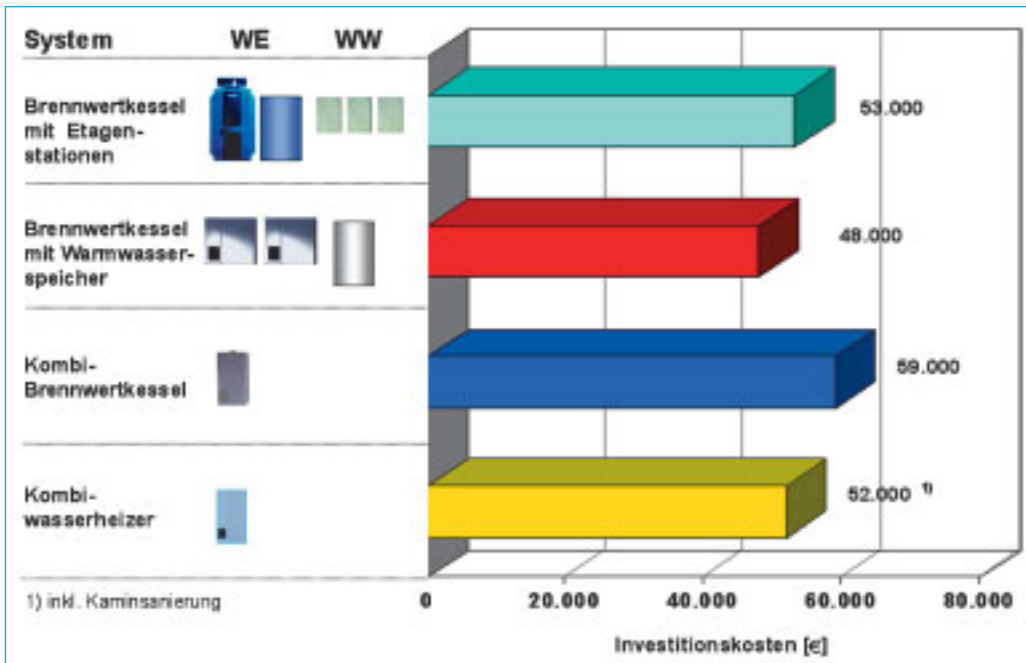 System WE WW
Brennwertkessel
mit Etagen-
stationen
53.000
Brennwertkessel
mit Warmwasser-
speicher
48.000
Kombi-
Brennwertkessel
59.000
Kombi-
wasserheizer
52.000 1)
1) inkl. Kaminsanierung
0 20.000 40.000 60.000 80.000
Investitionskosten [€]